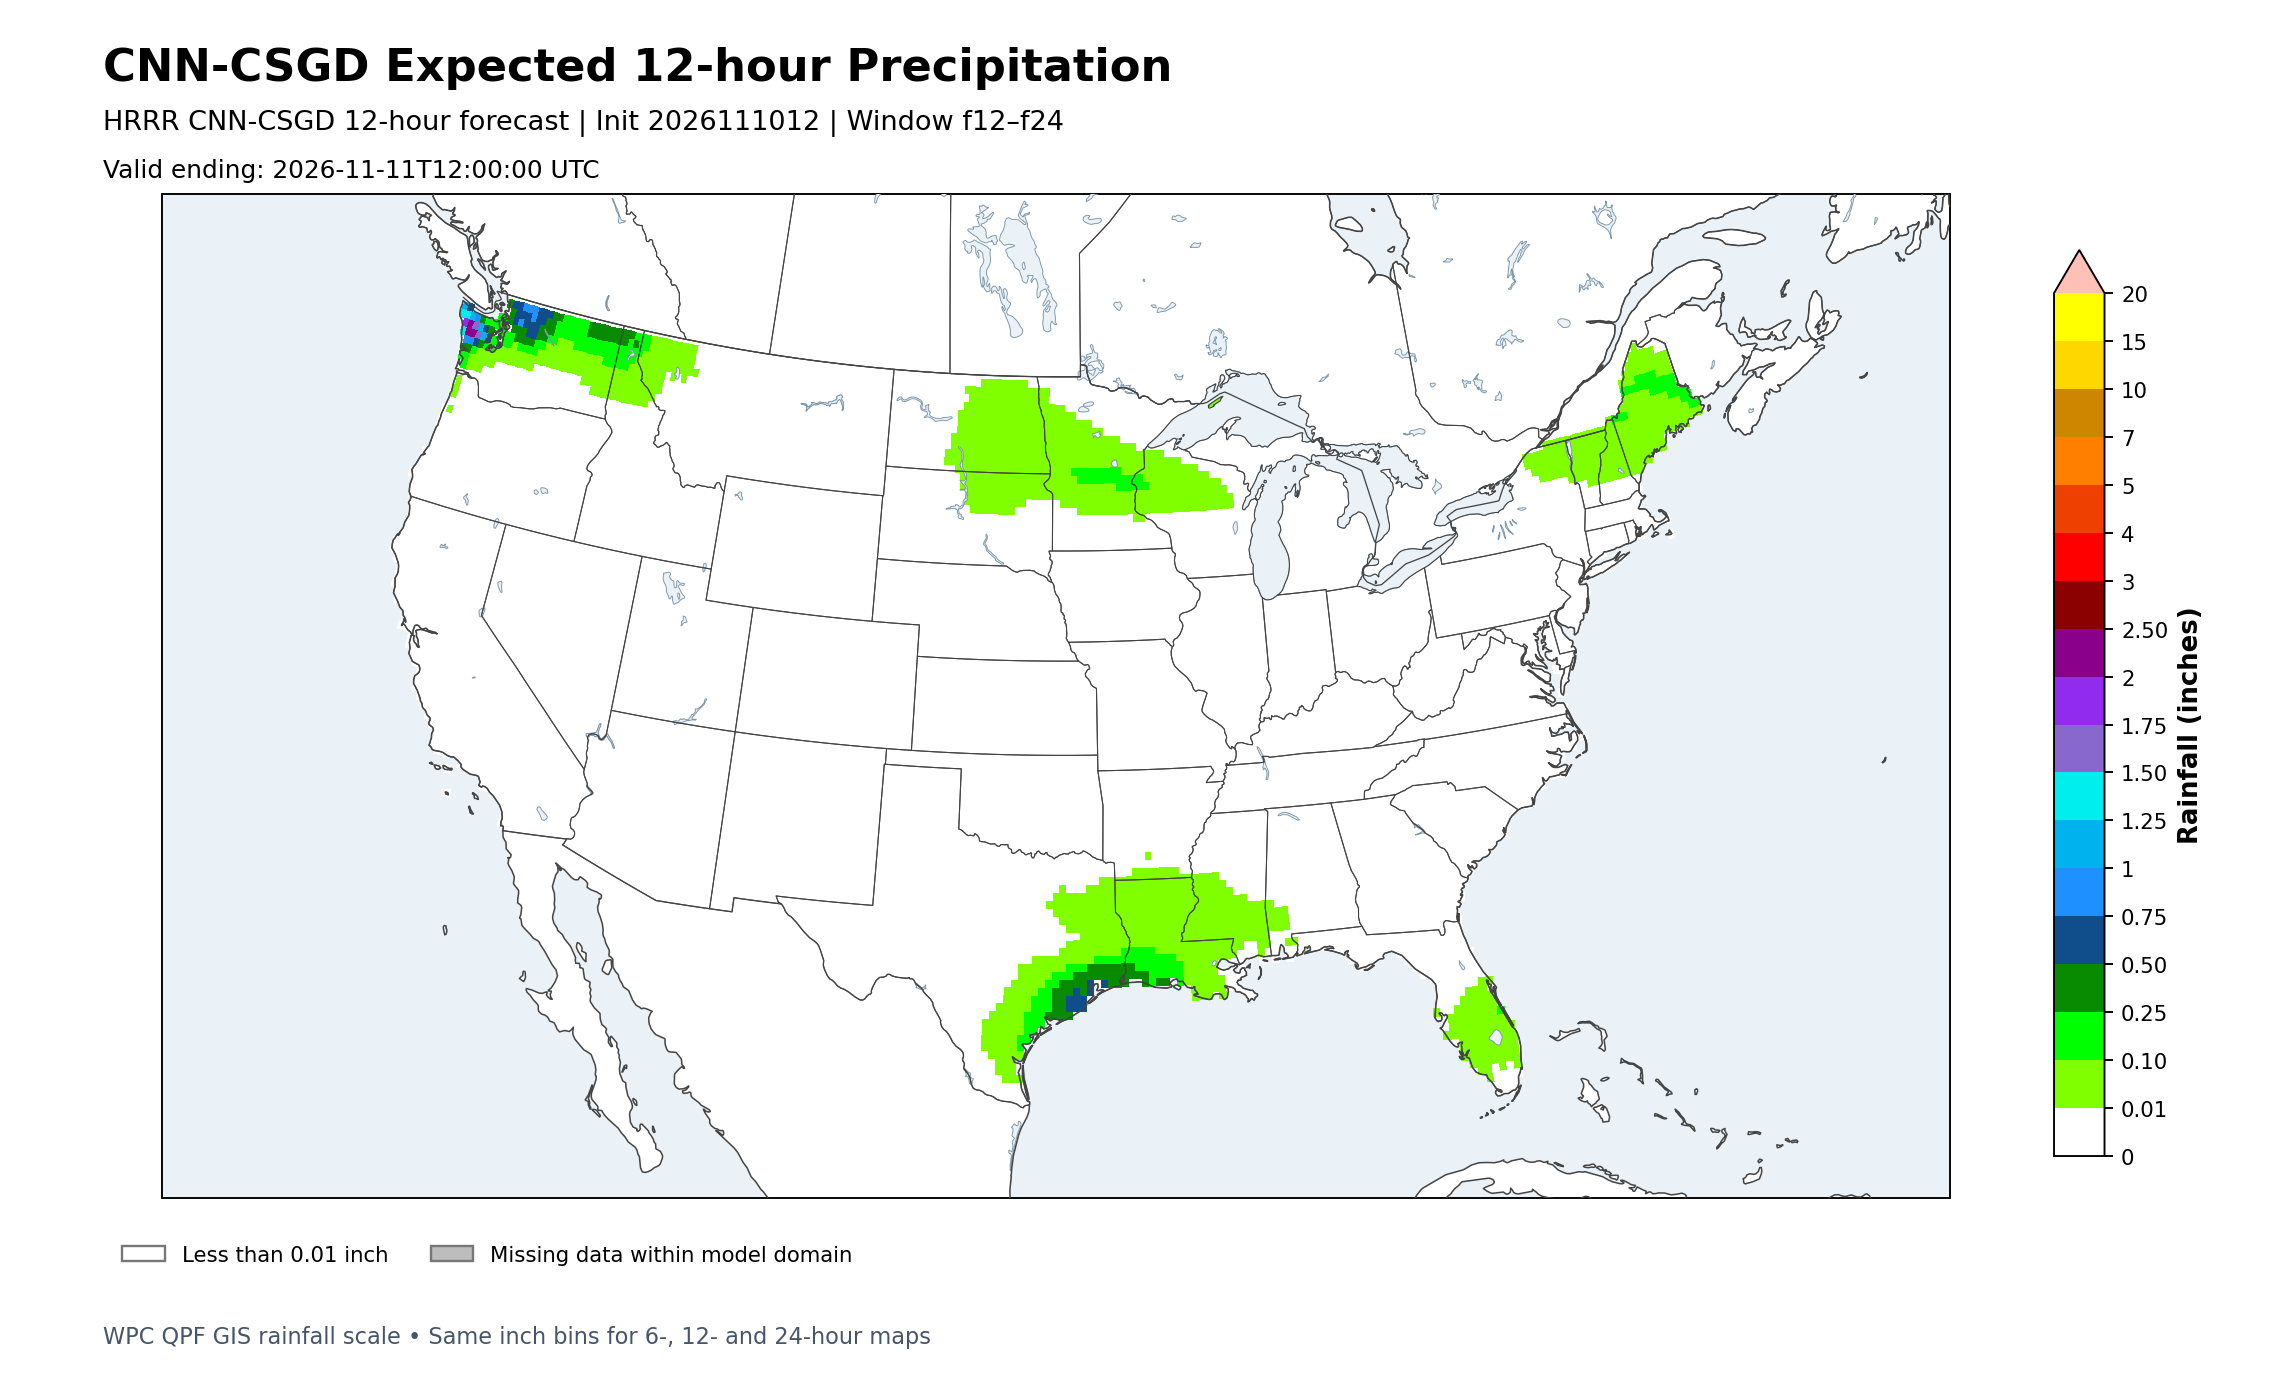 CNN-CSGD Expected 12-hour Precipitation
HRRR CNN-CSGD 12-hour forecast | Init 2026111012 | Window f12–f24
Valid ending: 2026-11-11T12:00:00 UTC
20
15
10
7
5
4
3
2.50
2
1.75
1.50
1.25
1
0.75
0.50
0.25
0.10
0.01
0
Rainfall (inches)
Less than 0.01 inch
Missing data within model domain
WPC QPF GIS rainfall scale • Same inch bins for 6-, 12- and 24-hour maps